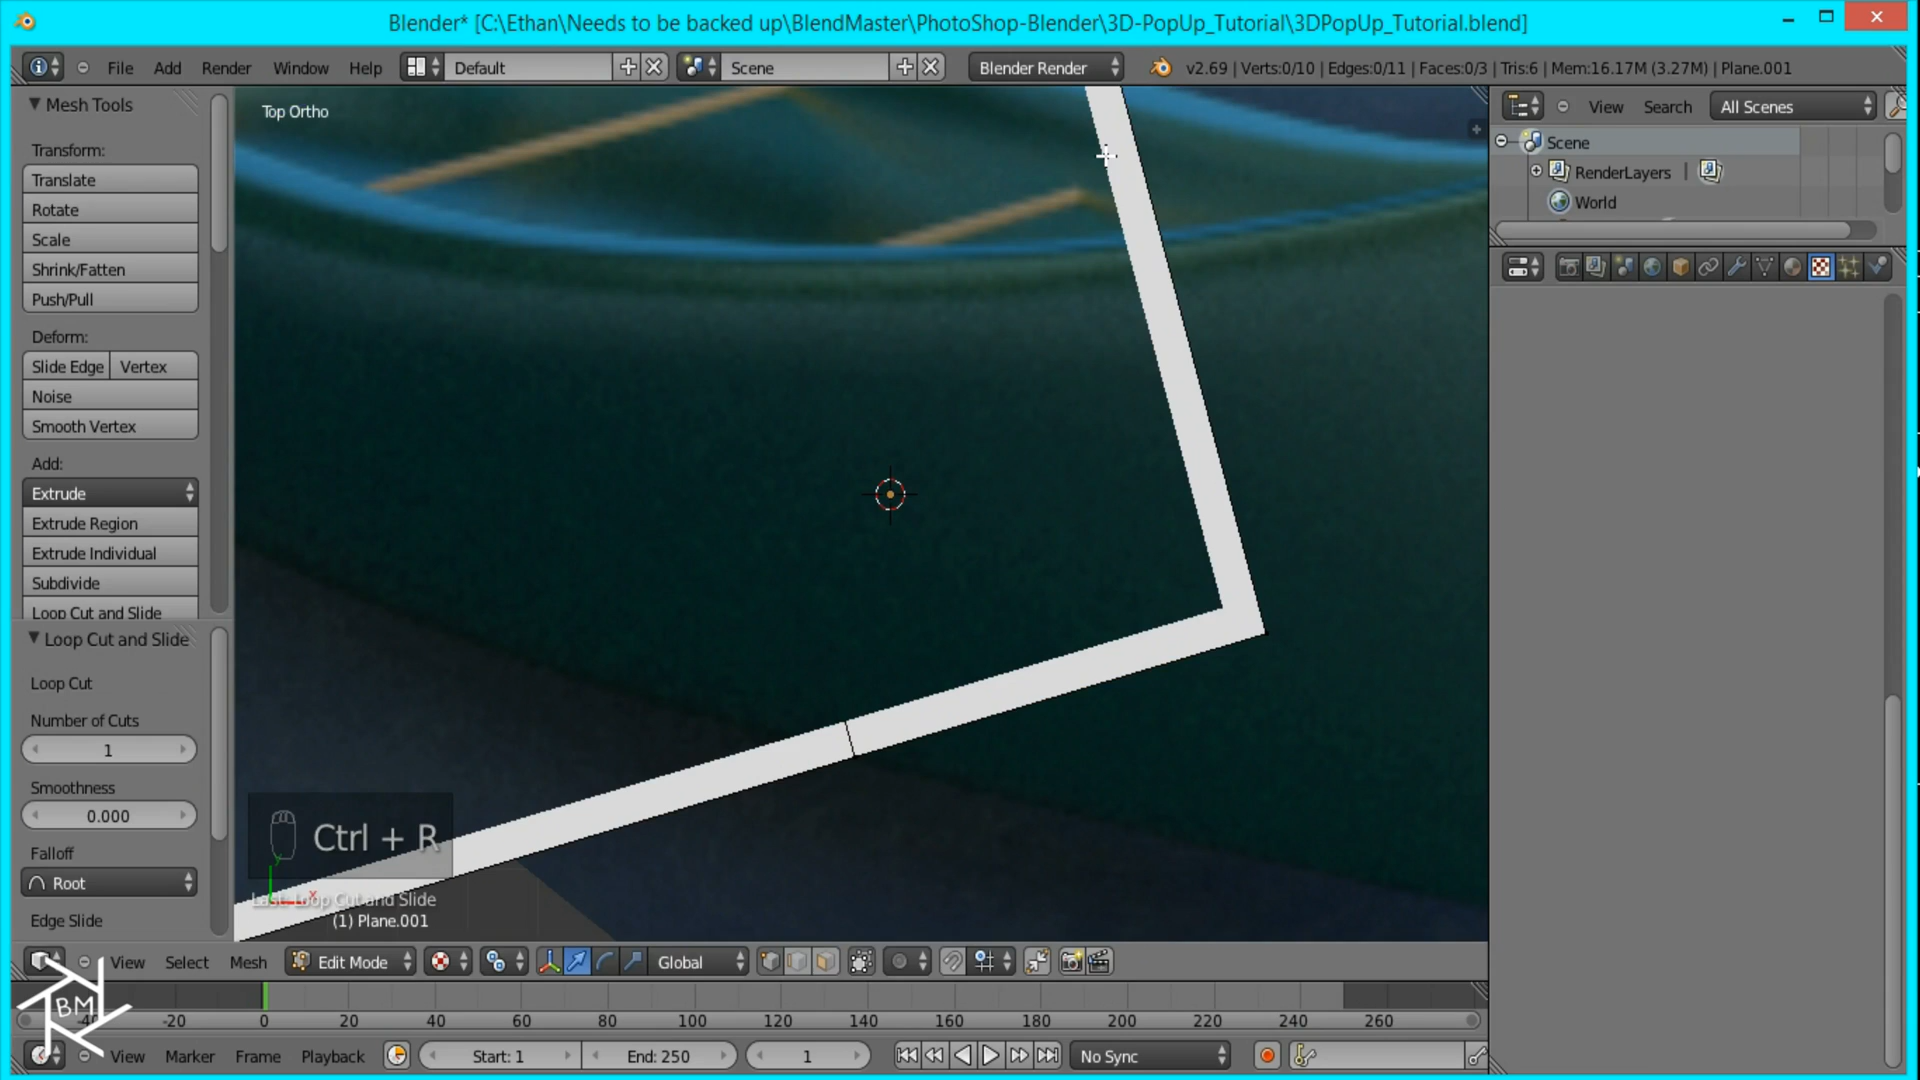 Blender* [C:\Ethan\Needs to be backed up\BlendMaster\PhotoShop-Blender\3D-PopUp_Tutorial\3DPopUp_Tutorial.blend]
File Add Render Window Help Default Scene Blender Render v2.69 | Verts:0/10 | Edges:0/11 | Faces:0/3 | Tris:6 | Mem:16.17M (3.27M) | Plane.001
Mesh Tools
Top Ortho
View Search All Scenes
Scene
RenderLayers
World
Transform:
Translate
Rotate
Scale
Shrink/Fatten
Push/Pull
Deform:
Slide Edge Vertex
Noise
Smooth Vertex
Add:
Extrude
Extrude Region
Extrude Individual
Subdivide
Loop Cut and Slide
Loop Cut and Slide
Loop Cut
Number of Cuts
1
Smoothness
0.000
Falloff
Root
Edge Slide
Ctrl + R
Last: Loop Cut and Slide
(1) Plane.001
View Select Mesh Edit Mode Global
BM
-40 -20 0 20 40 60 80 100 120 140 160 180 200 220 240 260
View Marker Frame Playback Start: 1 End: 250 1 No Sync